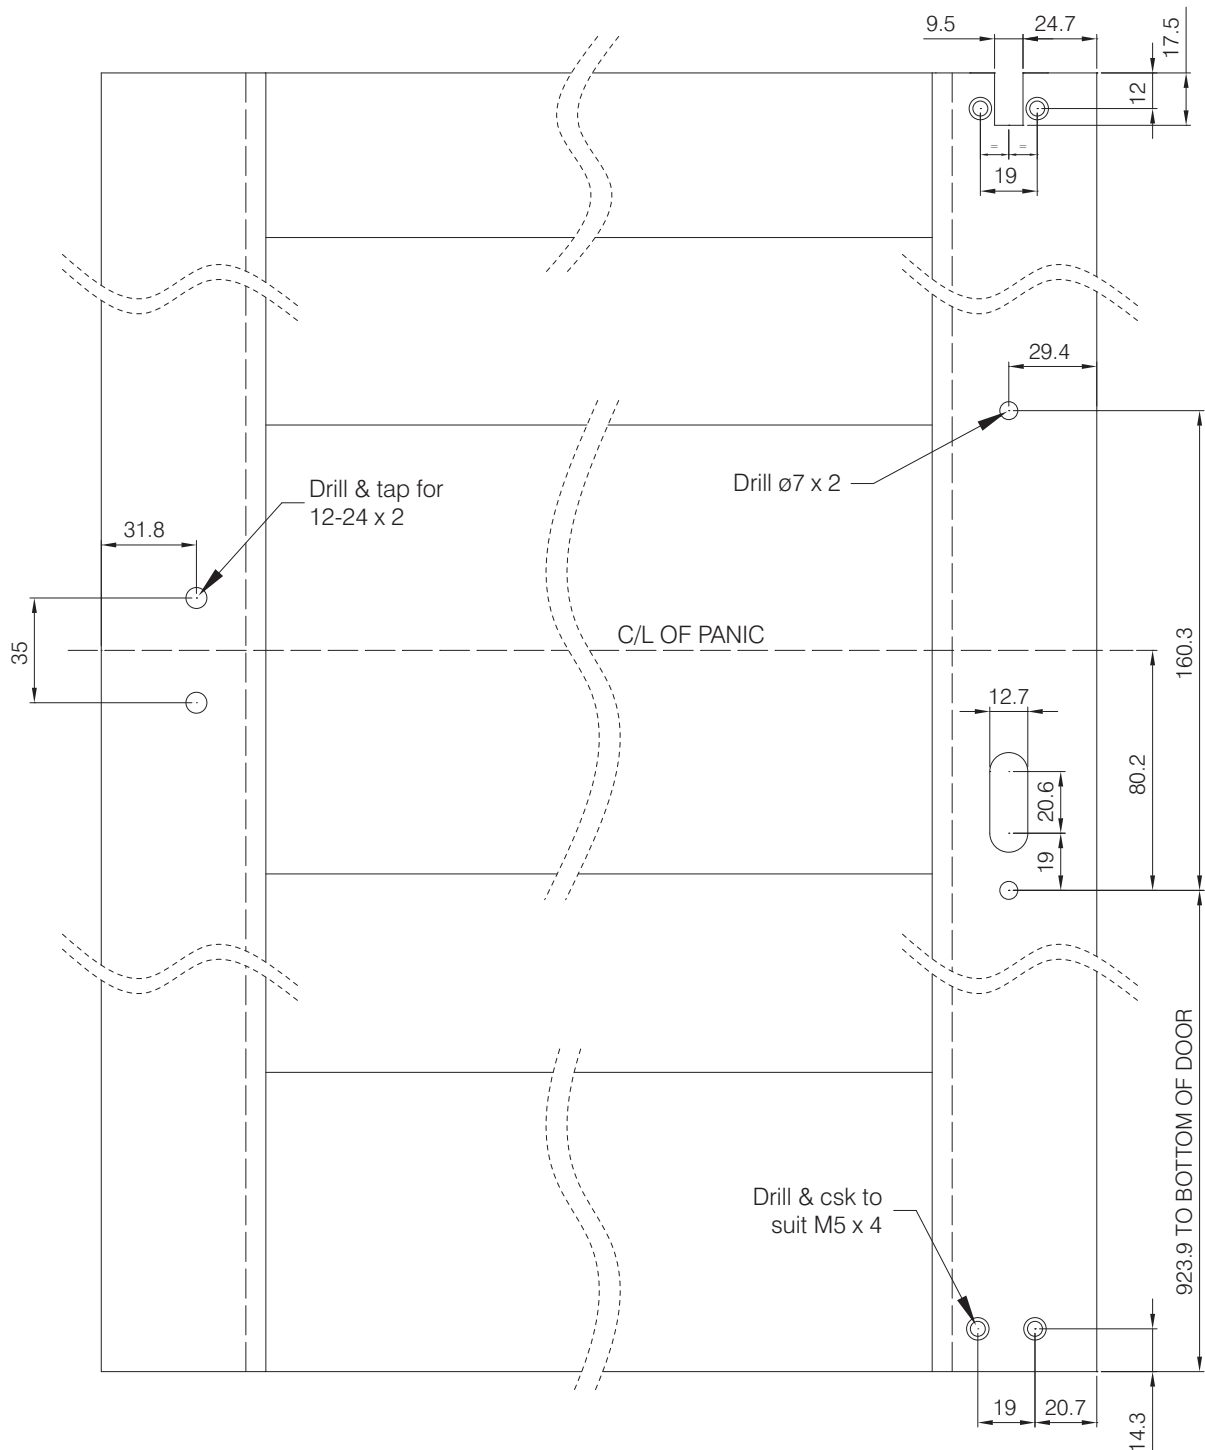 9.5
24.7
17.5
12
= =
19
29.4
Drill & tap for
12-24 x 2
Drill ø7 x 2
31.8
35
C/L OF PANIC
160.3
12.7
80.2
20.6
19
923.9 TO BOTTOM OF DOOR
Drill & csk to
suit M5 x 4
19
20.7
14.3